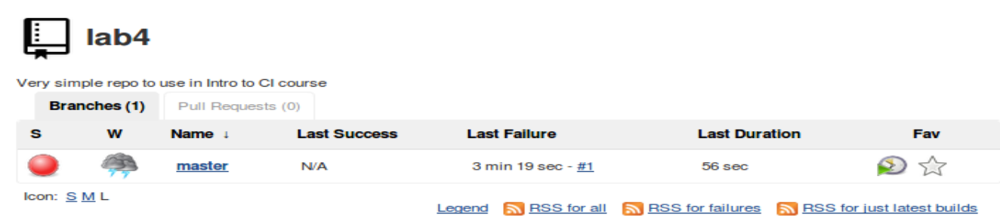 lab4
Very simple repo to use in Intro to CI course
Branches (1) Pull Requests (0)
S W Name ↓ Last Success Last Failure Last Duration Fav
master N/A 3 min 19 sec - #1 56 sec
Icon: S M L
Legend RSS for all RSS for failures RSS for just latest builds